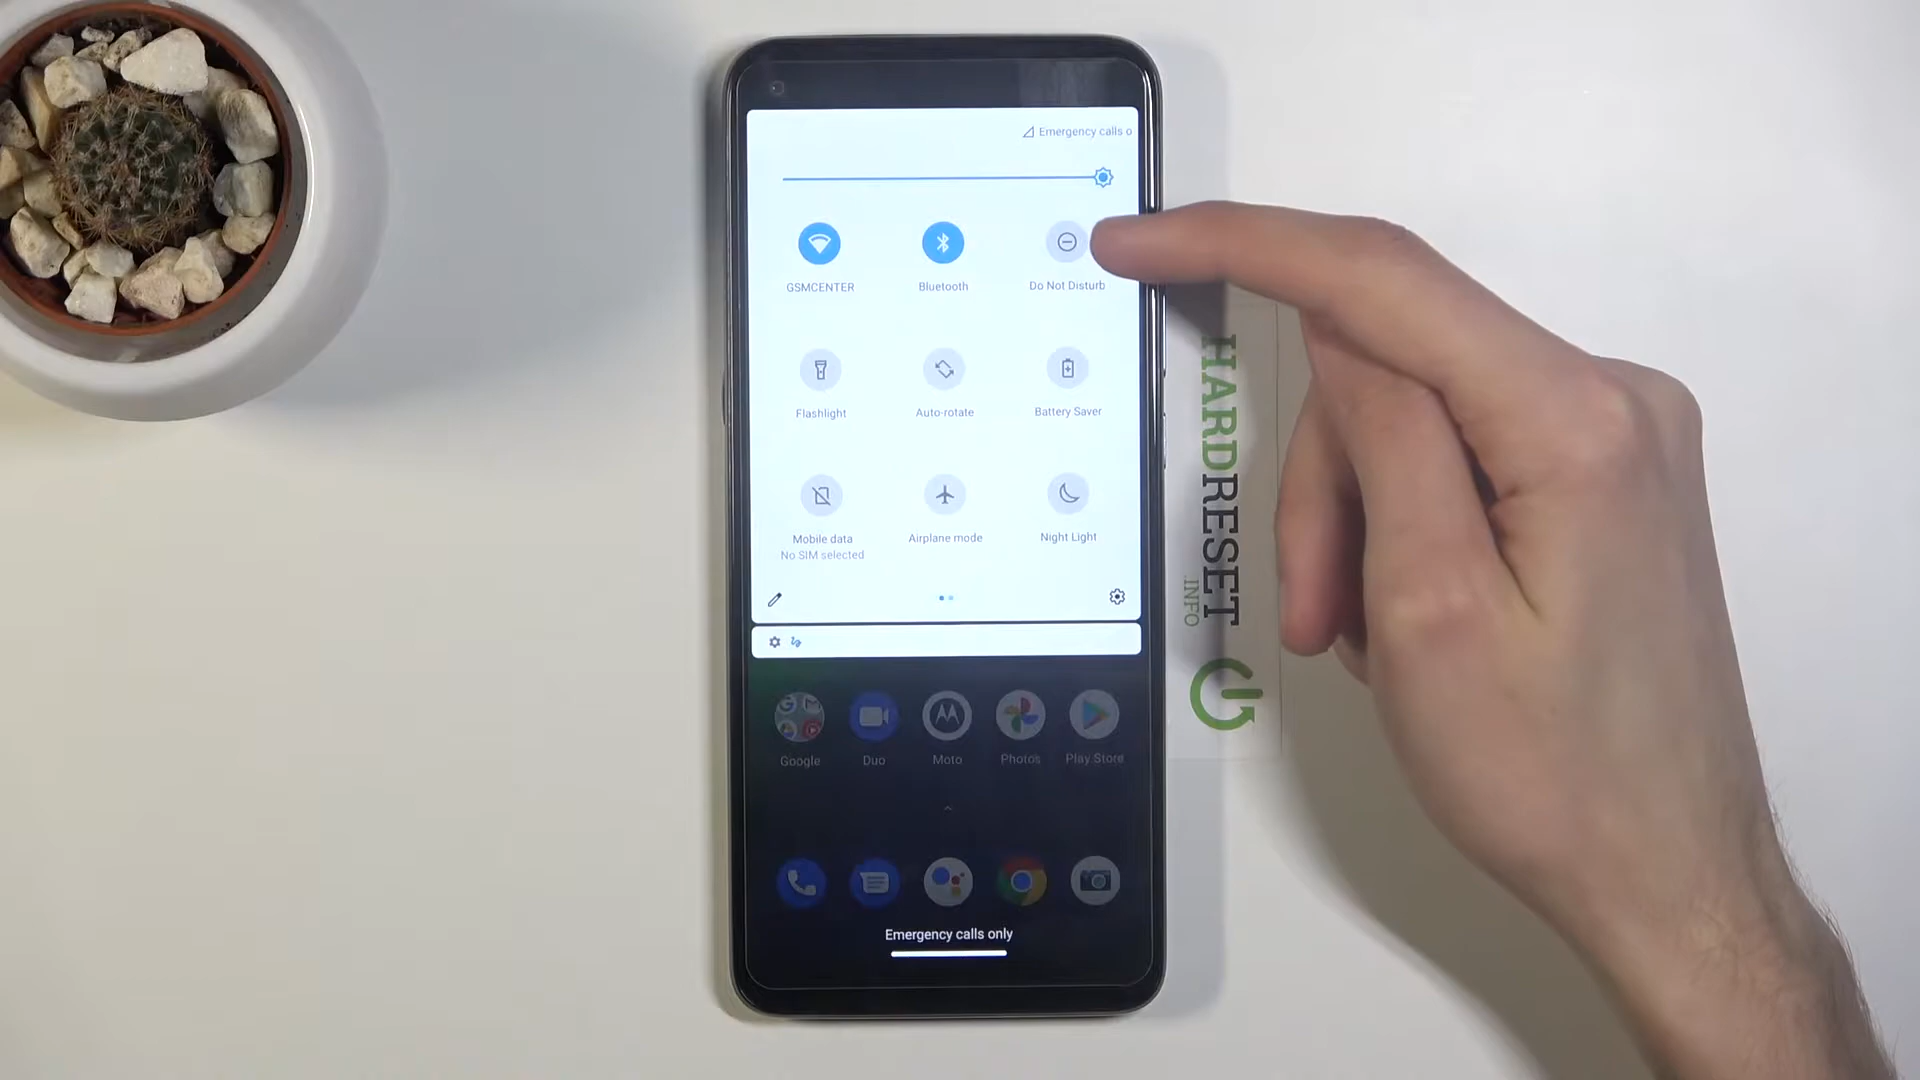 Emergency calls o
GSMCENTER
Bluetooth
Do Not Disturb
Flashlight
Auto-rotate
Battery Saver
Mobile data
No SIM selected
Airplane mode
Night Light
Google
Duo
Moto
Photos
Play Store
Emergency calls only
HARDRESET
.INFO